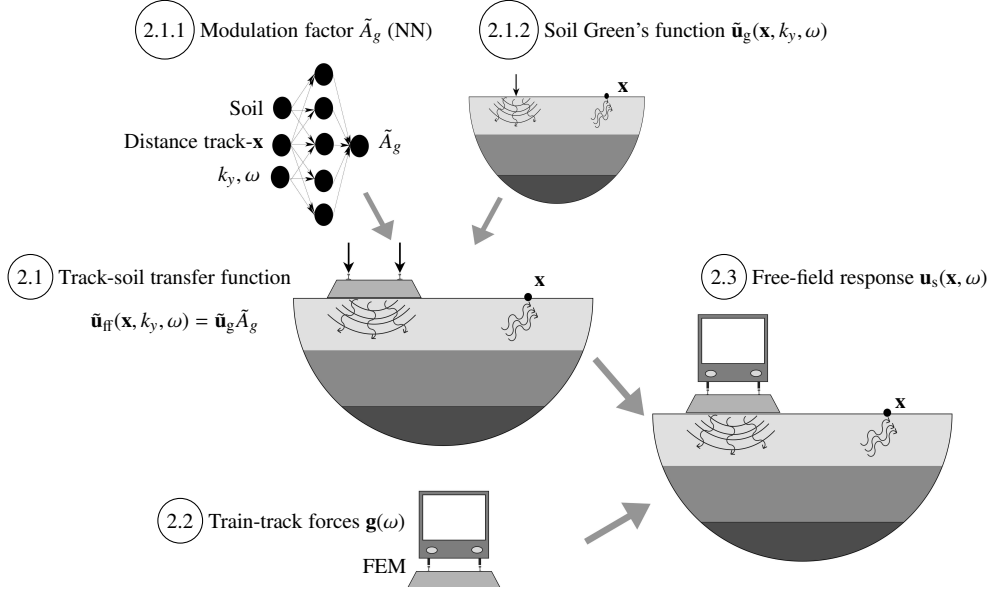 2.1.1 Modulation factor Ã_g (NN)
2.1.2 Soil Green's function ũ_g(x, k_y, ω)
x
Soil
Distance track-x
Ã_g
k_y, ω
2.1 Track-soil transfer function
ũ_ff(x, k_y, ω) = ũ_gÃ_g
x
2.3 Free-field response u_s(x, ω)
x
2.2 Train-track forces g(ω)
FEM